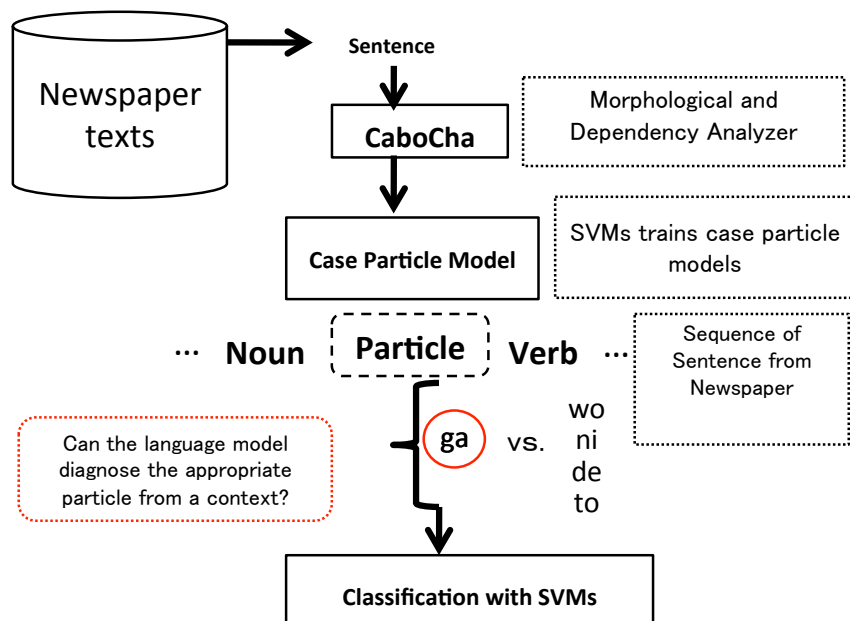 Newspaper
texts
Sentence
CaboCha
Morphological and
Dependency Analyzer
Case Particle Model
SVMs trains case particle
models
… Noun Particle Verb …
Sequence of
Sentence from
Newspaper
Can the language model
diagnose the appropriate
particle from a context?
ga vs.
wo
ni
de
to
Classification with SVMs